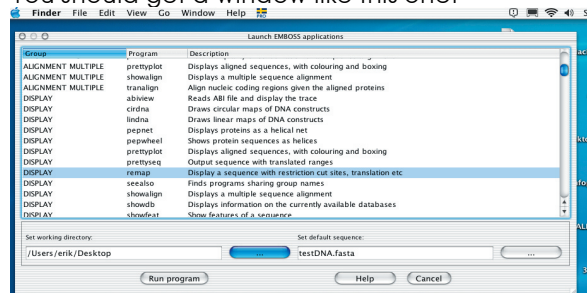 You should get a window like this one:
Finder File Edit View Go Window Help
Launch EMBOSS applications
Group Program Description
ALIGNMENT MULTIPLE prettyplot Displays aligned sequences, with colouring and boxing
ALIGNMENT MULTIPLE showalign Displays a multiple sequence alignment
ALIGNMENT MULTIPLE tranalign Align nucleic coding regions given the aligned proteins
DISPLAY abiview Reads ABI file and display the trace
DISPLAY cirdna Draws circular maps of DNA constructs
DISPLAY lindna Draws linear maps of DNA constructs
DISPLAY pepnet Displays proteins as a helical net
DISPLAY pepwheel Shows protein sequences as helices
DISPLAY prettyplot Displays aligned sequences, with colouring and boxing
DISPLAY prettyseq Output sequence with translated ranges
DISPLAY remap Display a sequence with restriction cut sites, translation etc
DISPLAY seealso Finds programs sharing group names
DISPLAY showalign Displays a multiple sequence alignment
DISPLAY showdb Displays information on the currently available databases
DISPLAY showfeat Show features of a sequence
Set working directory: Set default sequence:
/Users/erik/Desktop ... testDNA.fasta ...
Run program Help Cancel